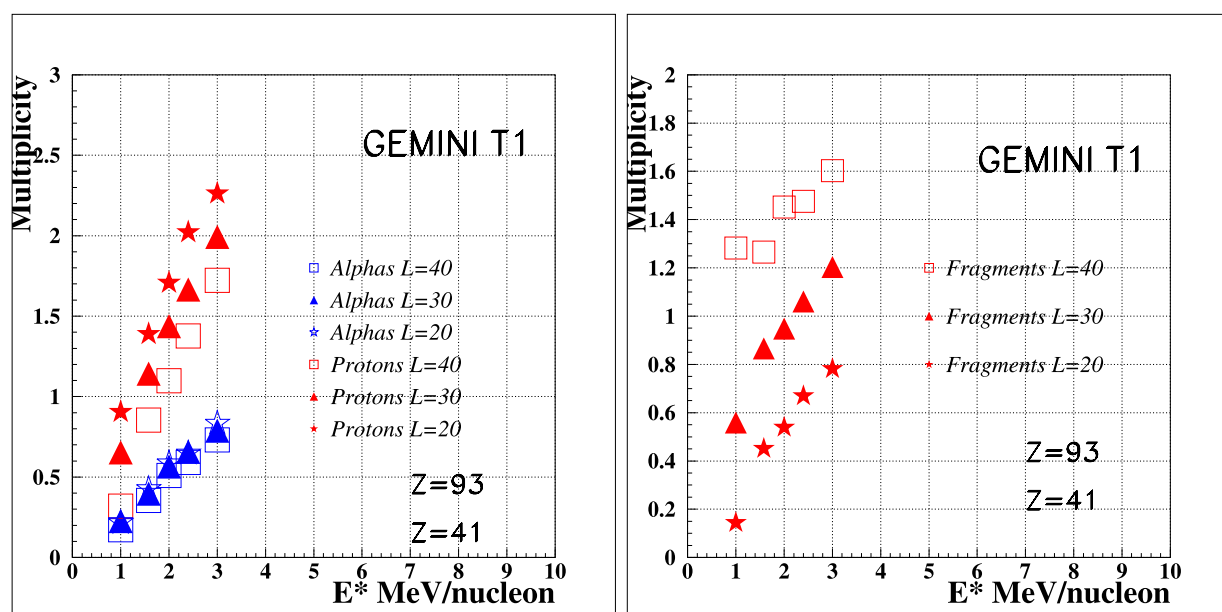 Multiplicity
3
2.5
2
1.5
1
0.5
0
0 1 2 3 4 5 6 7 8 9 10
E* MeV/nucleon
GEMINI T1
Alphas L=40
Alphas L=30
Alphas L=20
Protons L=40
Protons L=30
Protons L=20
Z=93
Z=41
Multiplicity
2
1.8
1.6
1.4
1.2
1
0.8
0.6
0.4
0.2
0
0 1 2 3 4 5 6 7 8 9 10
E* MeV/nucleon
GEMINI T1
Fragments L=40
Fragments L=30
Fragments L=20
Z=93
Z=41